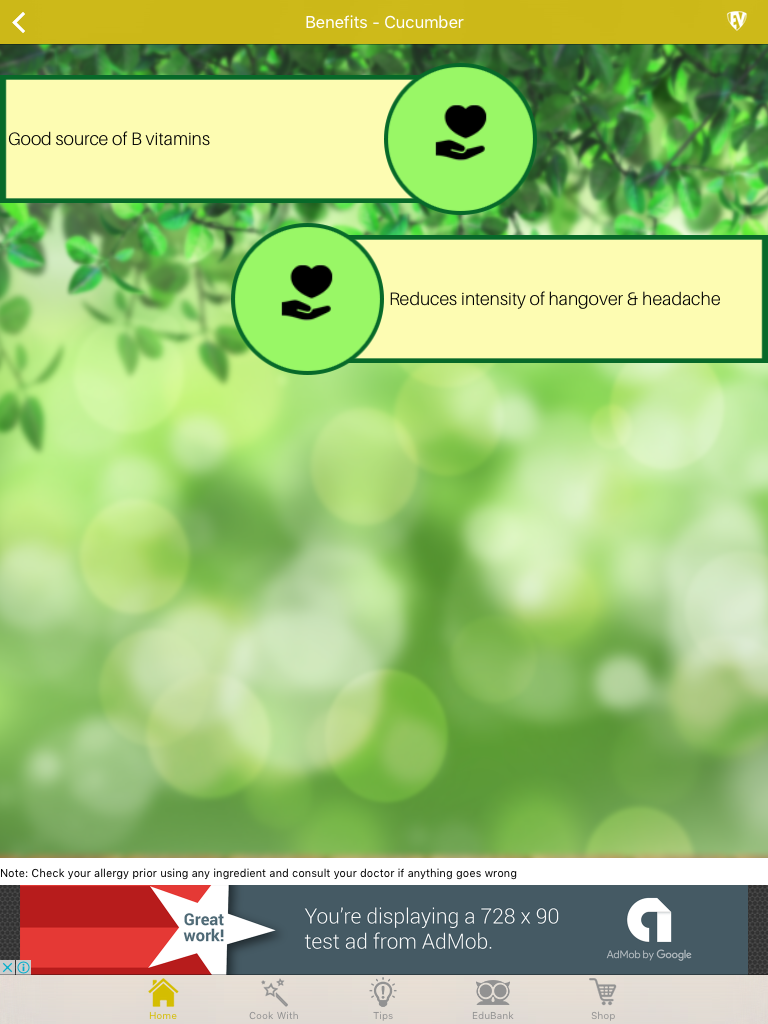 Benefits - Cucumber
EV
Good source of B vitamins
Reduces intensity of hangover & headache
Note: Check your allergy prior using any ingredient and consult your doctor if anything goes wrong
Great
work!
You're displaying a 728 x 90
test ad from AdMob.
AdMob by Google
Home
Cook With
Tips
EduBank
Shop